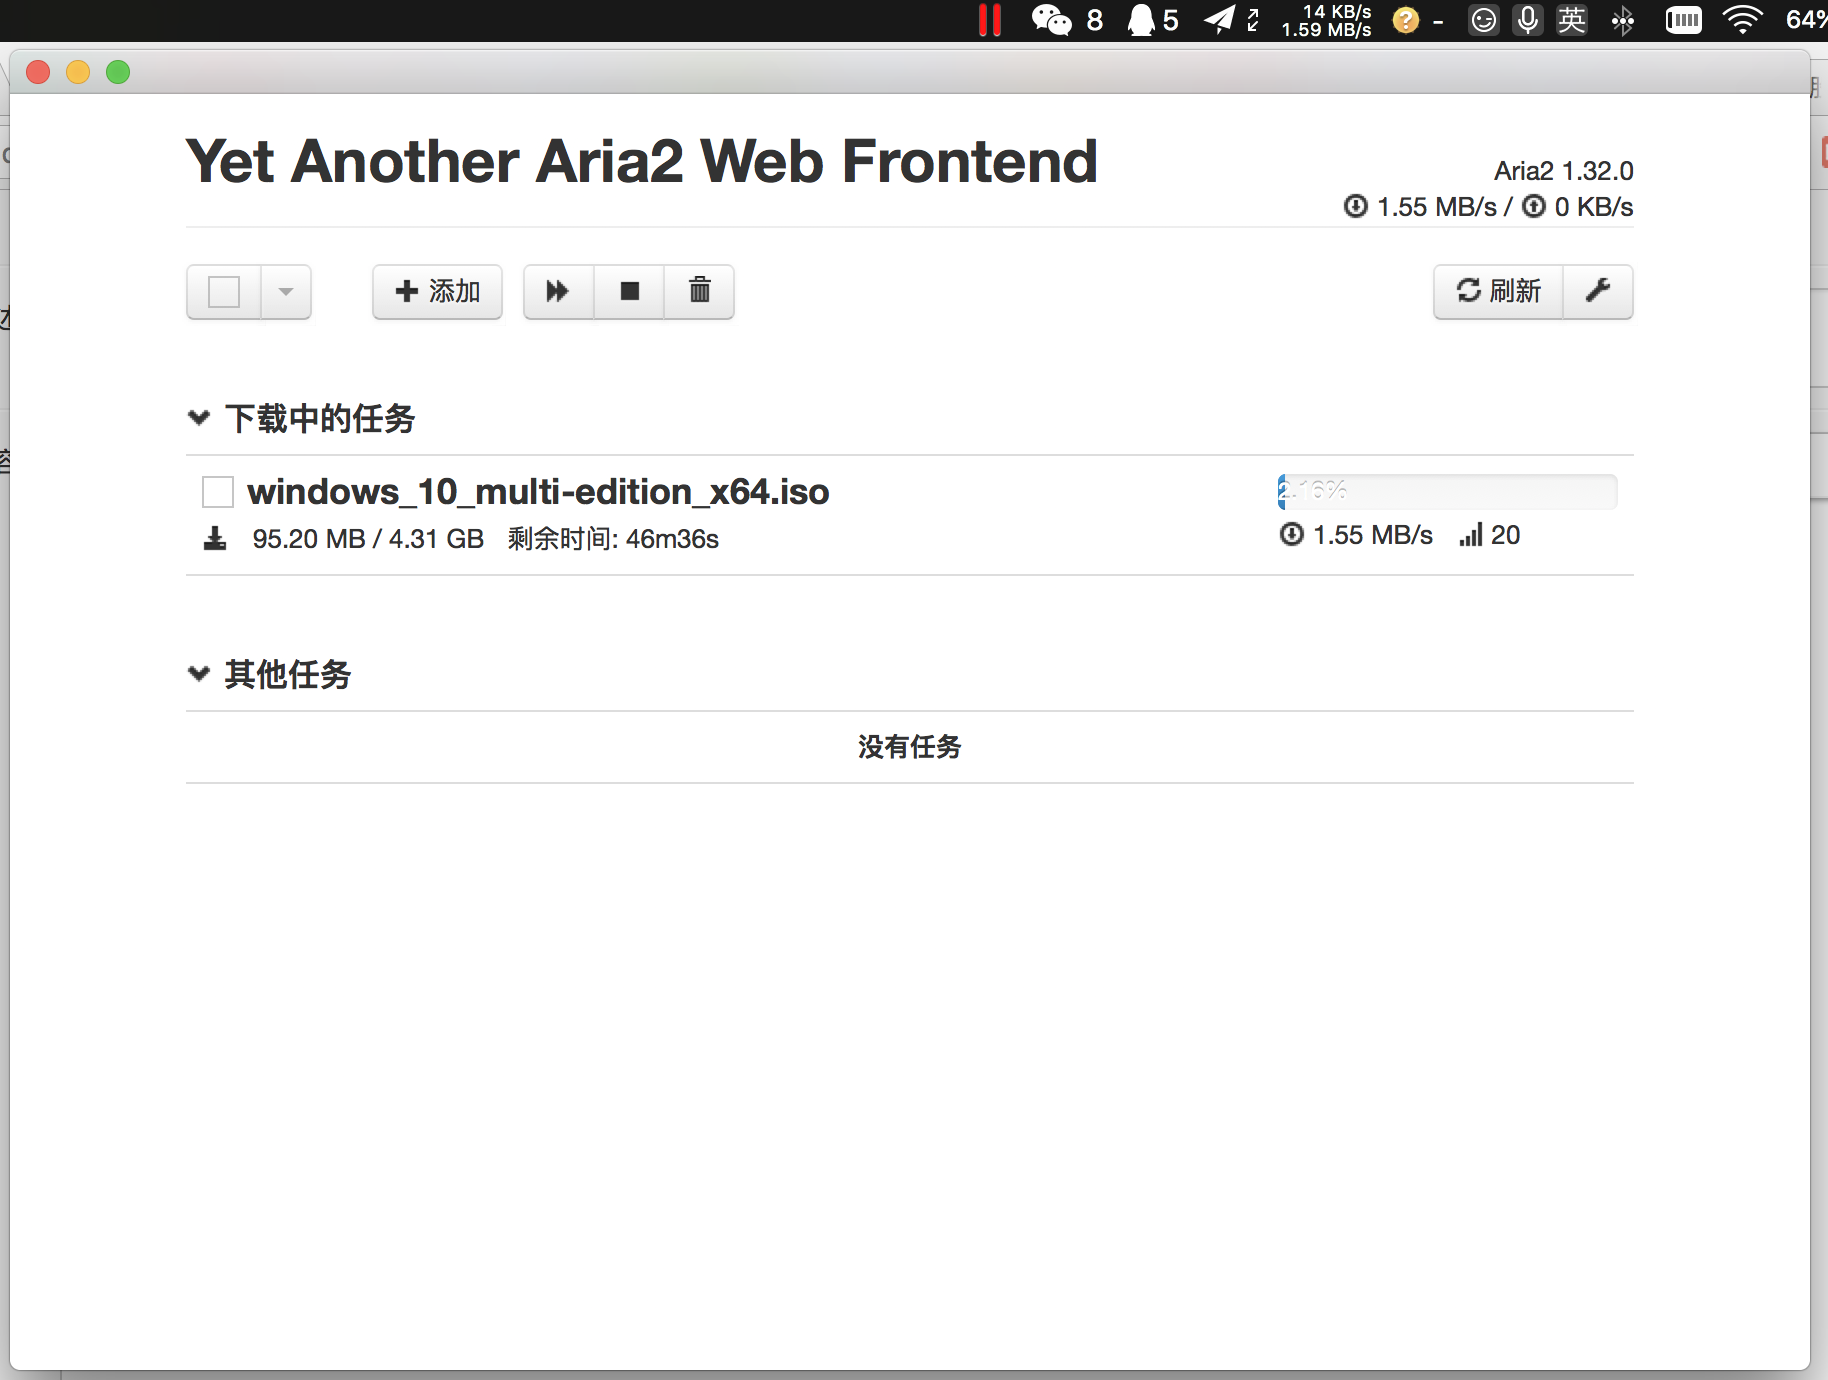 8 5 14 KB/s
1.59 MB/s ? - 英 64%
Yet Another Aria2 Web Frontend
Aria2 1.32.0
1.55 MB/s / 0 KB/s
添加 刷新
下载中的任务
windows_10_multi-edition_x64.iso 2.16%
95.20 MB / 4.31 GB 剩余时间: 46m36s 1.55 MB/s 20
其他任务
没有任务